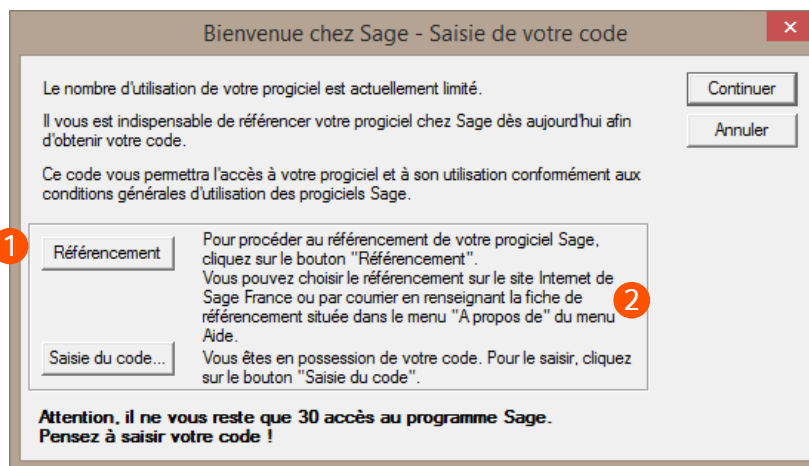 Bienvenue chez Sage - Saisie de votre code
×
Le nombre d'utilisation de votre progiciel est actuellement limité.
Continuer
Il vous est indispensable de référencer votre progiciel chez Sage dès aujourd'hui afin
d'obtenir votre code.
Annuler
Ce code vous permettra l'accès à votre progiciel et à son utilisation conformément aux
conditions générales d'utilisation des progiciels Sage.
1
Référencement
Pour procéder au référencement de votre progiciel Sage,
cliquez sur le bouton "Référencement".
Vous pouvez choisir le référencement sur le site Internet de
Sage France ou par courrier en renseignant la fiche de
référencement située dans le menu "A propos de" du menu
Aide.
2
Saisie du code...
Vous êtes en possession de votre code. Pour le saisir, cliquez
sur le bouton "Saisie du code".
Attention, il ne vous reste que 30 accès au programme Sage.
Pensez à saisir votre code !